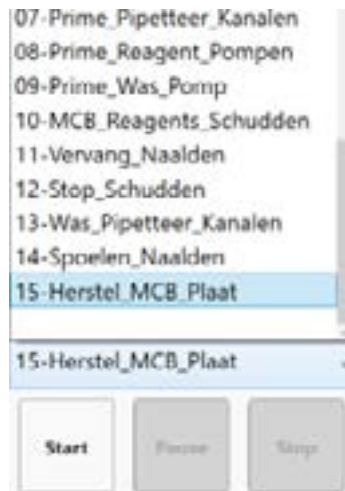 07-Prime_Pipetteer_Kanalen
08-Prime_Reagent_Pompen
09-Prime_Was_Pomp
10-MCB_Reagents_Schudden
11-Vervang_Naalden
12-Stop_Schudden
13-Was_Pipetteer_Kanalen
14-Spoelen_Naalden
15-Herstel_MCB_Plaat
15-Herstel_MCB_Plaat
Start
Pause
Stop